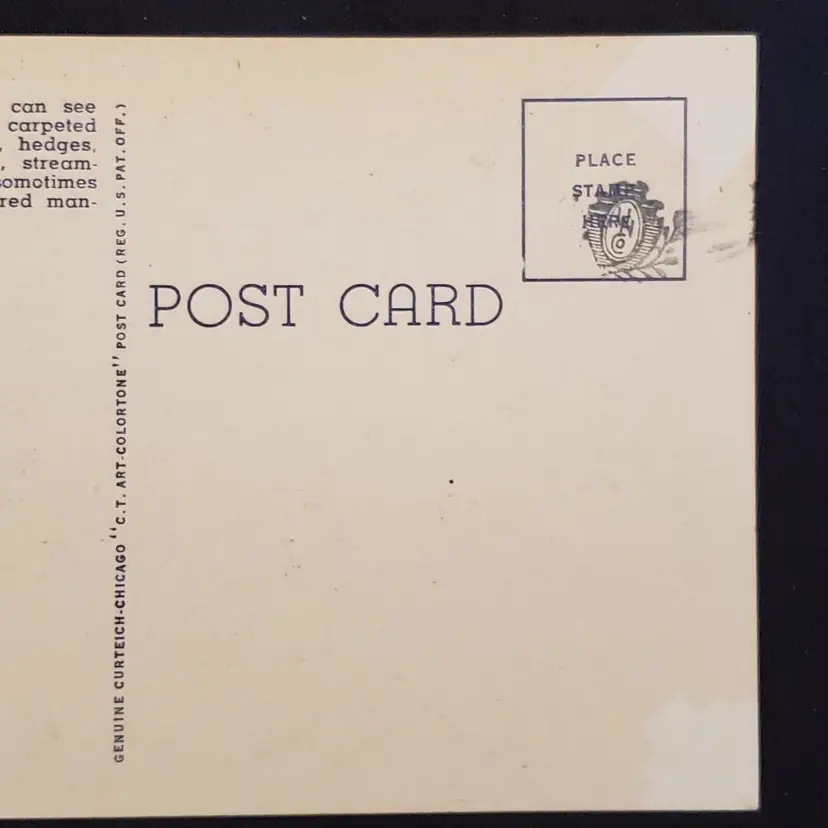 can see
carpeted
, hedges,
, stream-
somotimes
red man-
GENUINE CURTEICH-CHICAGO "C.T. ART-COLORTONE" POST CARD (REG. U.S. PAT. OFF.)
POST CARD
PLACE
STAMP
HERE